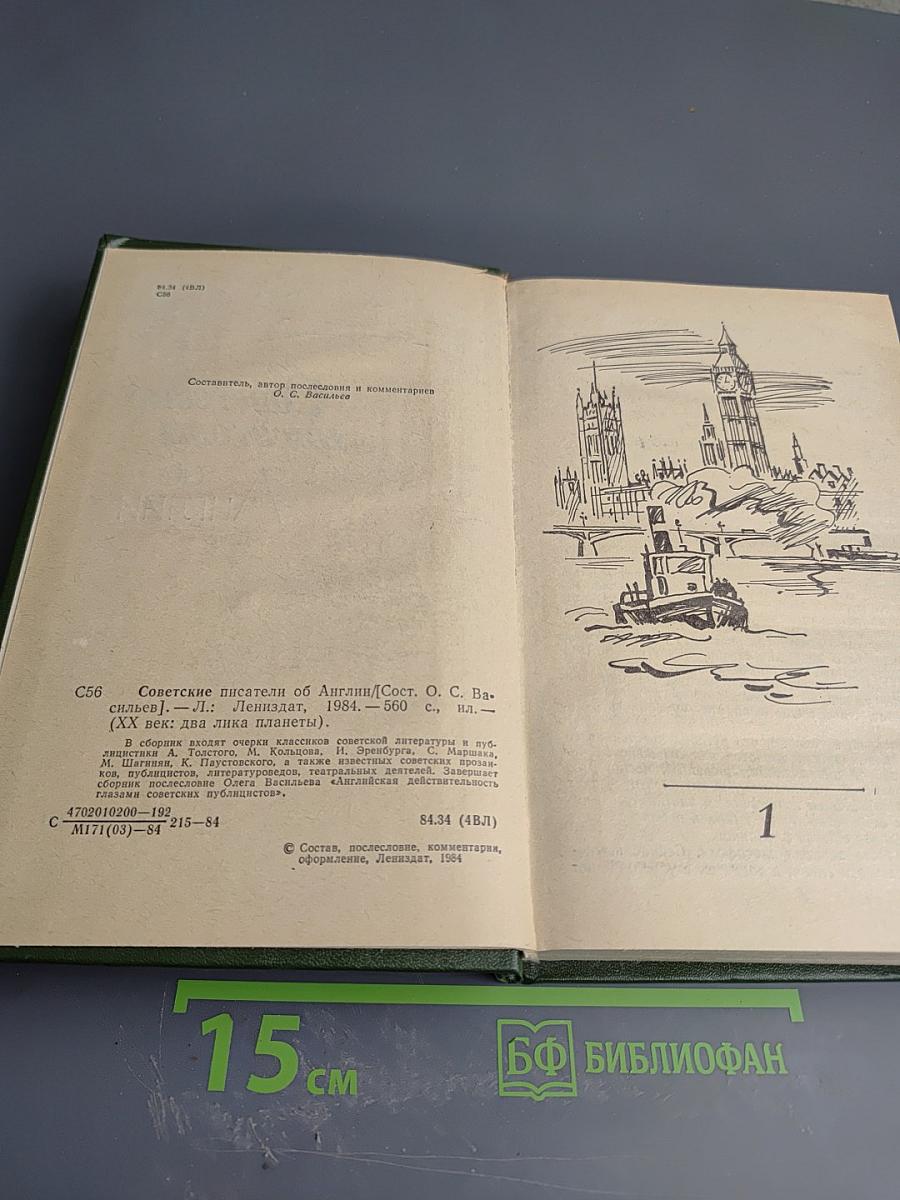 84.34 (4ВЛ)
С56
Составитель, автор послесловия и комментариев
О. С. Васильев
С56 Советские писатели об Англии/[Сост. О. С. Ва-
сильев]. — Л.: Лениздат, 1984. — 560 с., ил. —
(XX век: два лика планеты).
В сборник входят очерки классиков советской литературы и пуб-
лицистики А. Толстого, М. Кольцова, И. Эренбурга, С. Маршака,
М. Шагинян, К. Паустовского, а также известных советских прозаи-
ков, публицистов, литературоведов, театральных деятелей. Завершает
сборник послесловие Олега Васильева «Английская действительность
глазами советских публицистов».
С 4702010200—192
М171(03)—84 215—84 84.34 (4ВЛ)
© Состав, послесловие, комментарии,
оформление, Лениздат, 1984
1
15 см
БФ БИБЛИОФАН